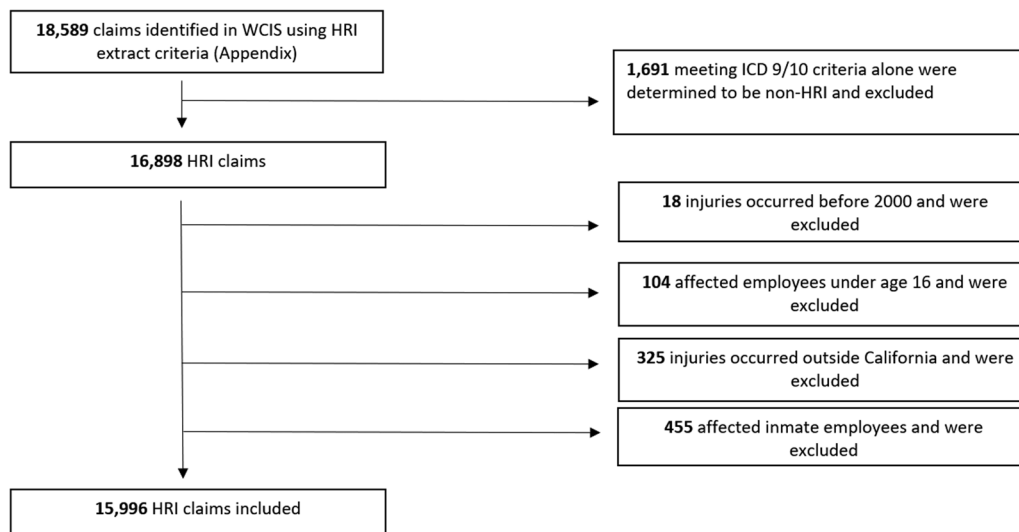 18,589 claims identified in WCIS using HRI
extract criteria (Appendix)
1,691 meeting ICD 9/10 criteria alone were
determined to be non-HRI and excluded
16,898 HRI claims
18 injuries occurred before 2000 and were
excluded
104 affected employees under age 16 and were
excluded
325 injuries occurred outside California and were
excluded
455 affected inmate employees and were
excluded
15,996 HRI claims included